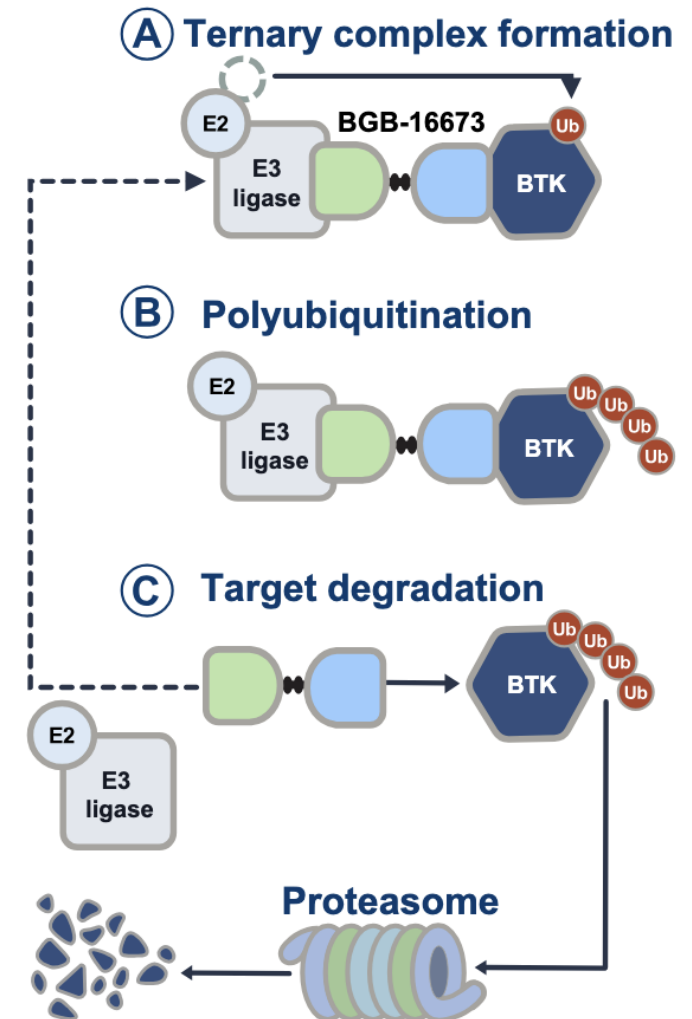 A Ternary complex formation
E2
BGB-16673
Ub
E3
ligase
BTK
B Polyubiquitination
E2
Ub
Ub
Ub
Ub
E3
ligase
BTK
C Target degradation
Ub
Ub
Ub
Ub
BTK
E2
E3
ligase
Proteasome